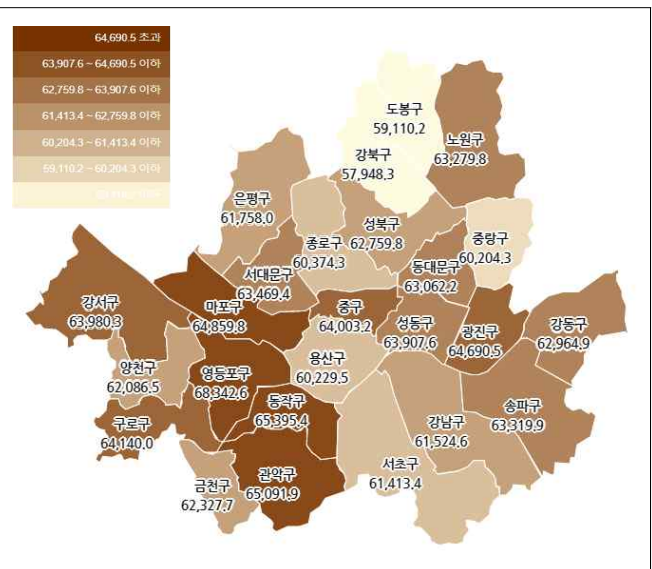 64,690.5 초과
63,907.6 ~ 64,690.5 이하
62,759.8 ~ 63,907.6 이하
61,413.4 ~ 62,759.8 이하
60,204.3 ~ 61,413.4 이하
59,110.2 ~ 60,204.3 이하
도봉구
59,110.2
노원구
63,279.8
강북구
57,948.3
은평구
61,758.0
성북구
62,759.8
중랑구
60,204.3
종로구
60,374.3
동대문구
63,062.2
서대문구
63,469.4
강서구
63,980.3
마포구
64,859.8
중구
64,003.2
성동구
63,907.6
광진구
64,690.5
강동구
62,964.9
양천구
62,086.5
영등포구
68,342.6
용산구
60,229.5
동작구
65,395.4
강남구
61,524.6
송파구
63,319.9
구로구
64,140.0
서초구
61,413.4
관악구
65,091.9
금천구
62,327.7